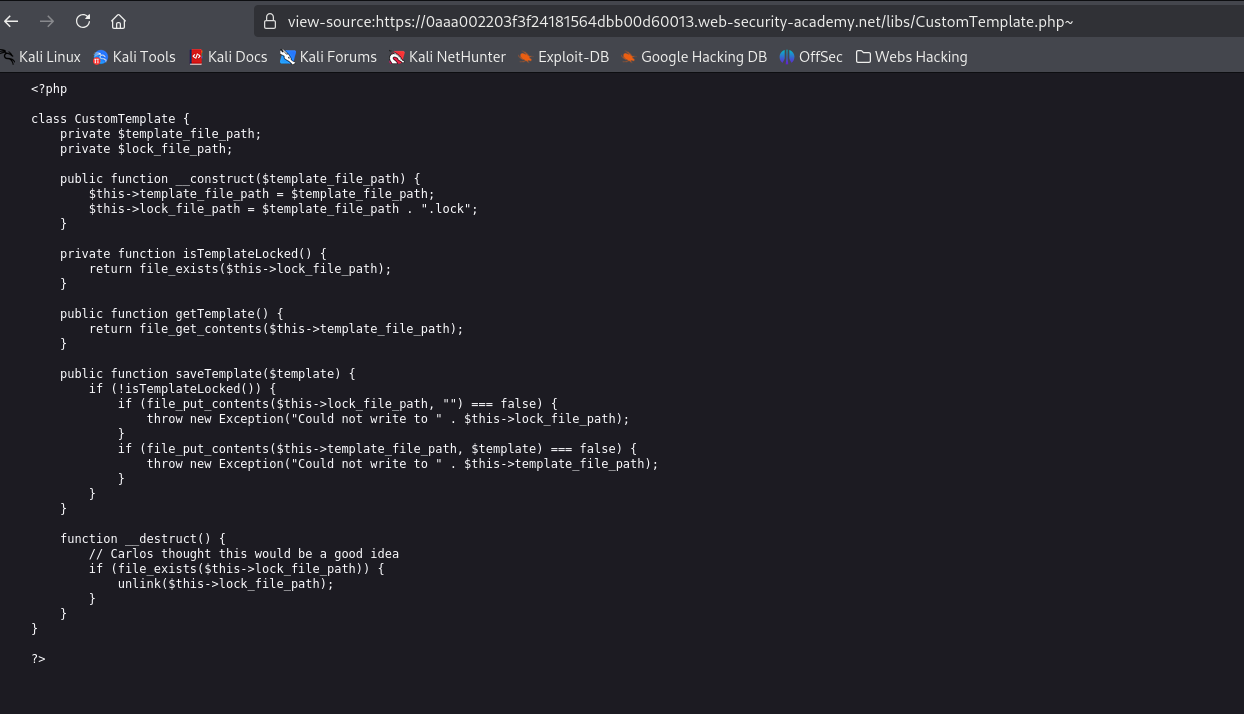 view-source:https://0aaa002203f3f24181564dbb00d60013.web-security-academy.net/libs/CustomTemplate.php~
Kali Linux Kali Tools Kali Docs Kali Forums Kali NetHunter Exploit-DB Google Hacking DB OffSec Webs Hacking
<?php
class CustomTemplate {
    private $template_file_path;
    private $lock_file_path;
    public function __construct($template_file_path) {
        $this->template_file_path = $template_file_path;
        $this->lock_file_path = $template_file_path . ".lock";
    }
    private function isTemplateLocked() {
        return file_exists($this->lock_file_path);
    }
    public function getTemplate() {
        return file_get_contents($this->template_file_path);
    }
    public function saveTemplate($template) {
        if (!isTemplateLocked()) {
            if (file_put_contents($this->lock_file_path, "") === false) {
                throw new Exception("Could not write to " . $this->lock_file_path);
            }
            if (file_put_contents($this->template_file_path, $template) === false) {
                throw new Exception("Could not write to " . $this->template_file_path);
            }
        }
    }
    function __destruct() {
        // Carlos thought this would be a good idea
        if (file_exists($this->lock_file_path)) {
            unlink($this->lock_file_path);
        }
    }
}
?>